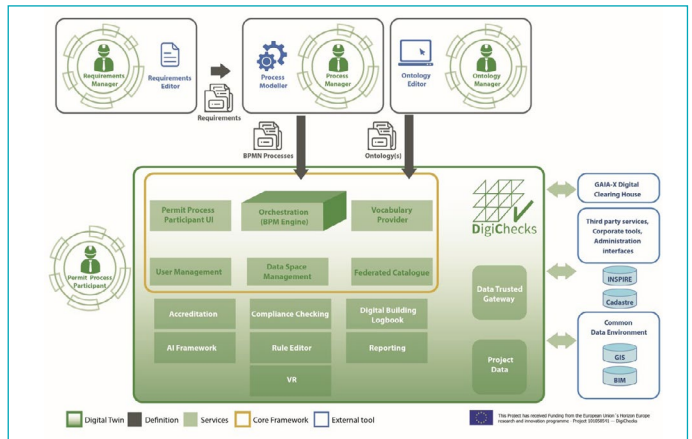 Requirements
Manager
Requirements
Editor
Requirements
Process
Modeller
Process
Manager
Ontology
Editor
Ontology
Manager
BPMN Processes
Ontology(s)
Permit Process
Participant UI
Orchestration
(BPM Engine)
Vocabulary
Provider
User Management
Data Space
Management
Federated Catalogue
Accreditation
Compliance Checking
Digital Building
Logbook
AI Framework
Rule Editor
Reporting
VR
DigiChecks
Data Trusted
Gateway
Project
Data
Permit Process
Participant
GAIA-X Digital
Clearing House
Third party services,
Corporate tools,
Administration
interfaces
INSPIRE
Cadastre
Common
Data Environment
GIS
BIM
Digital Twin
Definition
Services
Core Framework
External tool
This Project has received Funding from the European Union´s Horizon Europe
research and innovation programme - Project 101058541 – DigiChecks